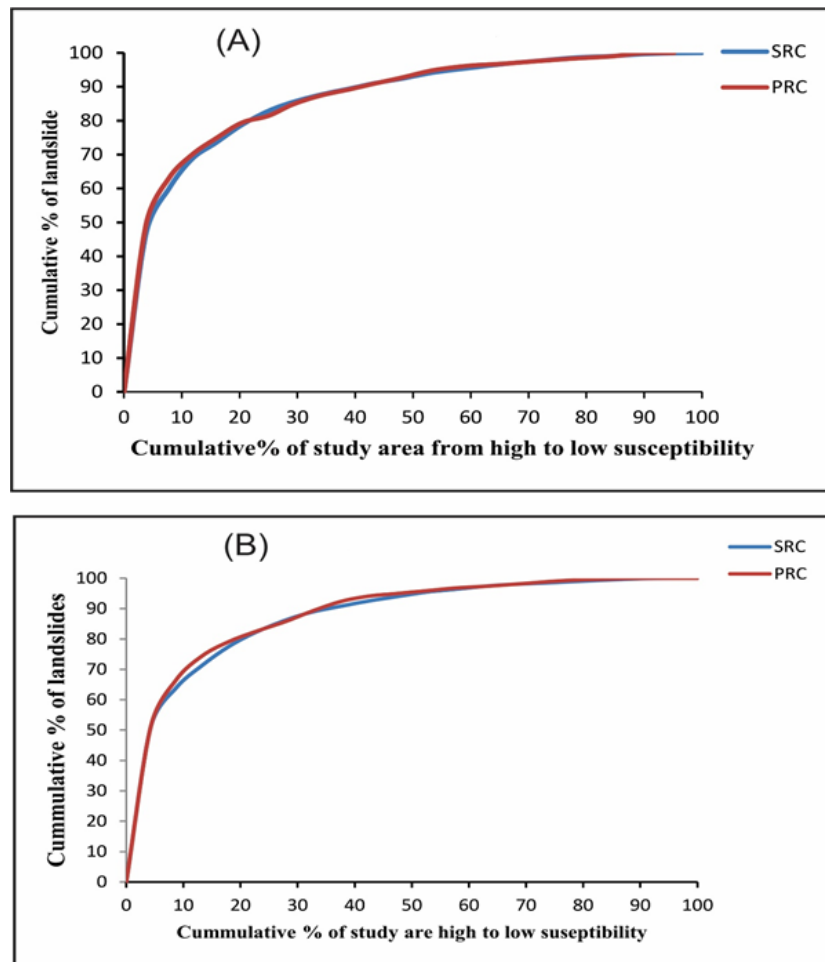 (A)
SRC
PRC
Cumulative % of landslide
100
90
80
70
60
50
40
30
20
10
0
0 10 20 30 40 50 60 70 80 90 100
Cumulative% of study area from high to low susceptibility
(B)
SRC
PRC
Cummulative % of landslides
100
90
80
70
60
50
40
30
20
10
0
0 10 20 30 40 50 60 70 80 90 100
Cummulative % of study are high to low suseptibility